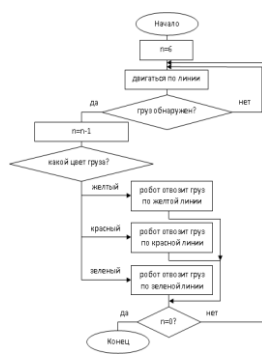 Начало
n=6
двигаться по линии
груз обнаружен?
да
нет
n=n-1
какой цвет груза?
желтый
робот отвозит груз
по желтой линии
красный
робот отвозит груз
по красной линии
зеленый
робот отвозит груз
по зеленой линии
да
n=0?
нет
Конец